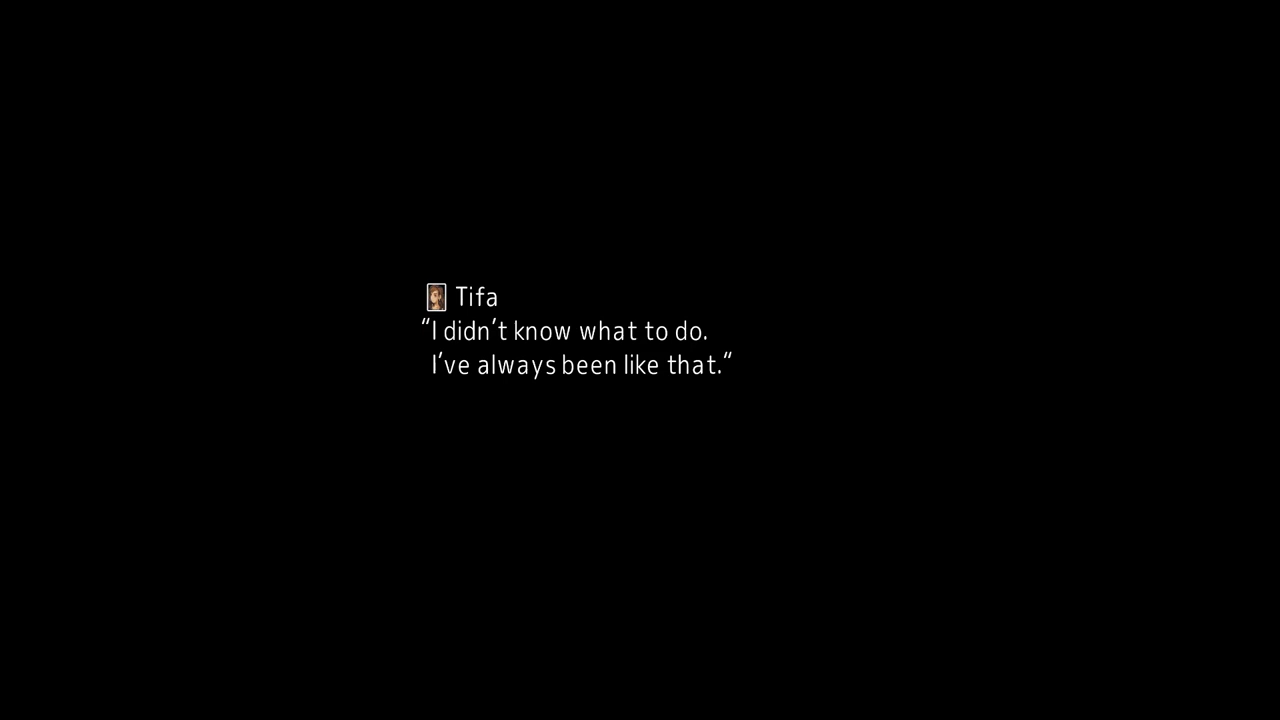 Tifa
“I didn’t know what to do.
I’ve always been like that.“